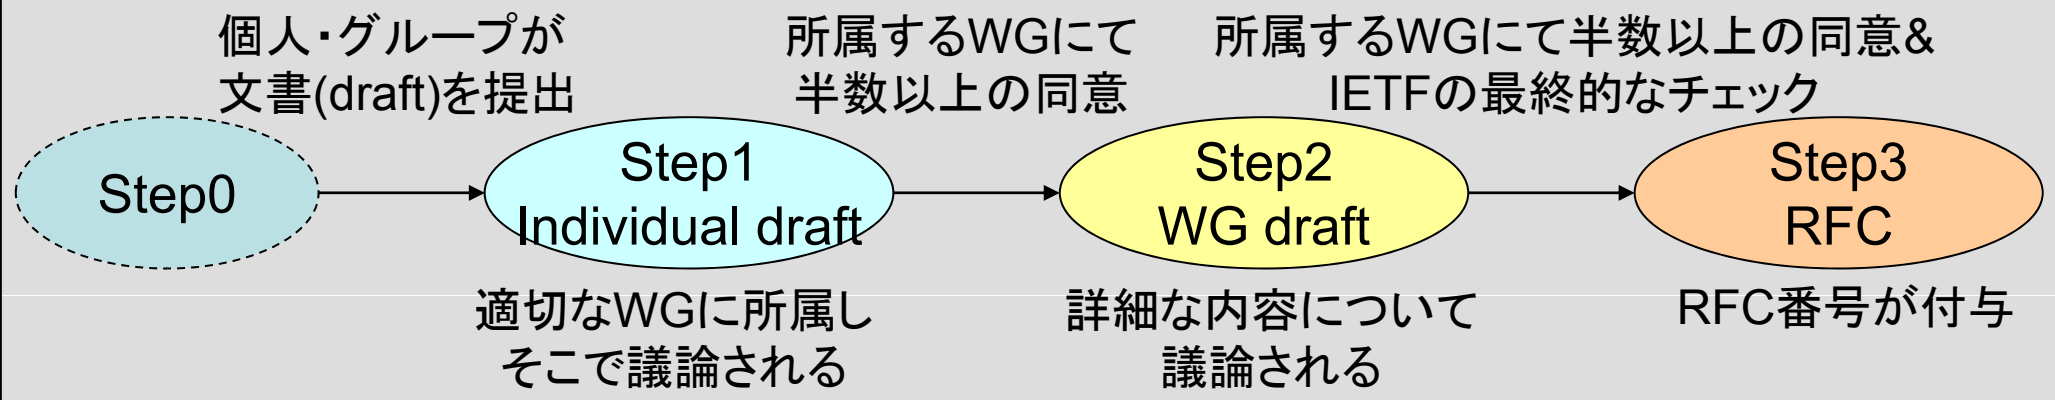 個人・グループが
文書(draft)を提出
所属するWGにて
半数以上の同意
所属するWGにて半数以上の同意&
IETFの最終的なチェック
Step0
Step1
Individual draft
Step2
WG draft
Step3
RFC
適切なWGに所属し
そこで議論される
詳細な内容について
議論される
RFC番号が付与